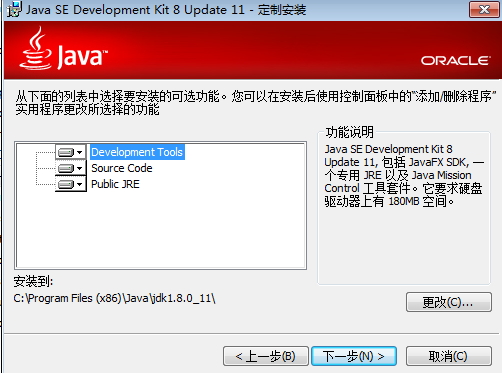 Java SE Development Kit 8 Update 11 - 定制安装
Java™
ORACLE
从下面的列表中选择要安装的可选功能。您可以在安装后使用控制面板中的“添加/删除程序”
实用程序更改所选择的功能
Development Tools
Source Code
Public JRE
功能说明
Java SE Development Kit 8
Update 11, 包括 JavaFX SDK, 一
个专用 JRE 以及 Java Mission
Control 工具套件。它要求硬盘
驱动器上有 180MB 空间。
安装到:
C:\Program Files (x86)\Java\jdk1.8.0_11\
更改(C)...
< 上一步(B)
下一步(N) >
取消(C)